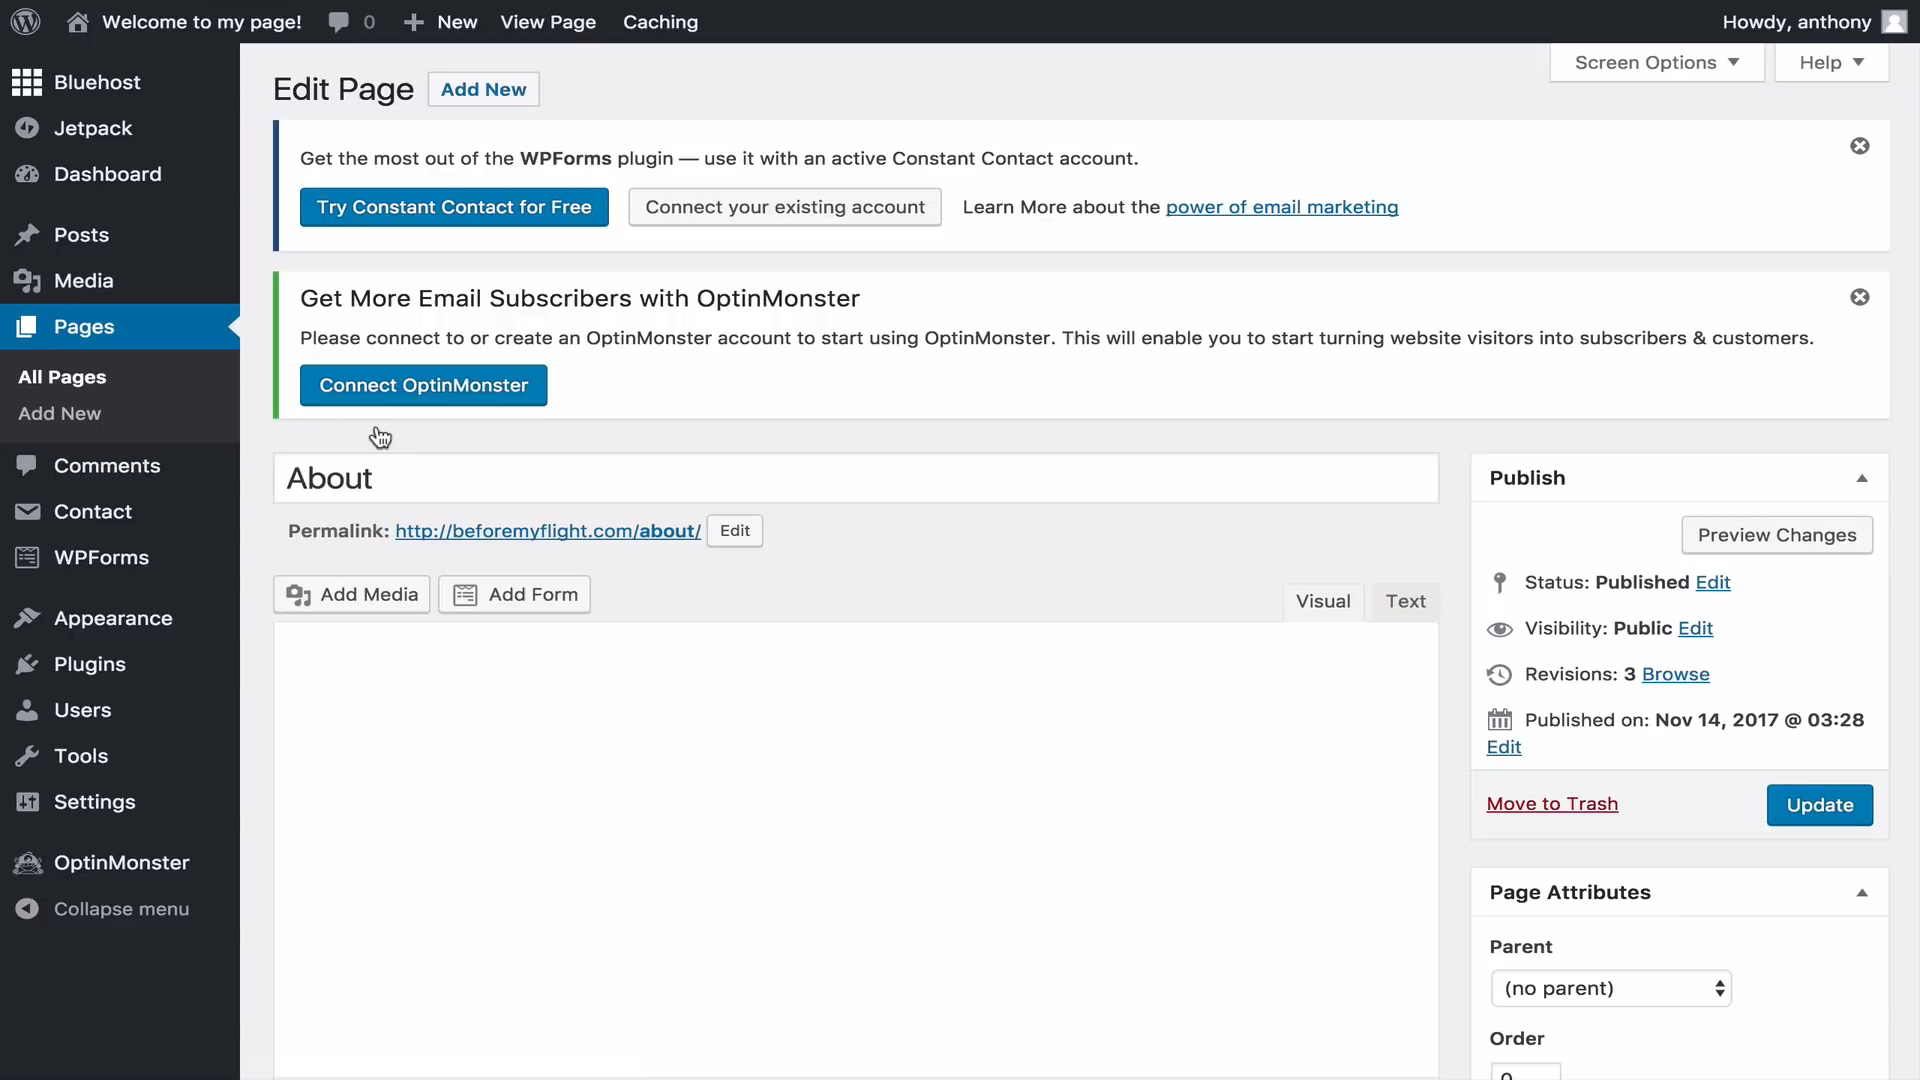 Welcome to my page! 0 New View Page Caching Howdy, anthony
Bluehost
Jetpack
Dashboard
Posts
Media
Pages
All Pages
Add New
Comments
Contact
WPForms
Appearance
Plugins
Users
Tools
Settings
OptinMonster
Collapse menu
Screen Options Help
Edit Page Add New
Get the most out of the WPForms plugin — use it with an active Constant Contact account.
Try Constant Contact for Free Connect your existing account Learn More about the power of email marketing
Get More Email Subscribers with OptinMonster
Please connect to or create an OptinMonster account to start using OptinMonster. This will enable you to start turning website visitors into subscribers & customers.
Connect OptinMonster
About
Permalink: http://beforemyflight.com/about/ Edit
Add Media Add Form
Visual Text
Publish
Preview Changes
Status: Published Edit
Visibility: Public Edit
Revisions: 3 Browse
Published on: Nov 14, 2017 @ 03:28
Edit
Move to Trash Update
Page Attributes
Parent
(no parent)
Order
0